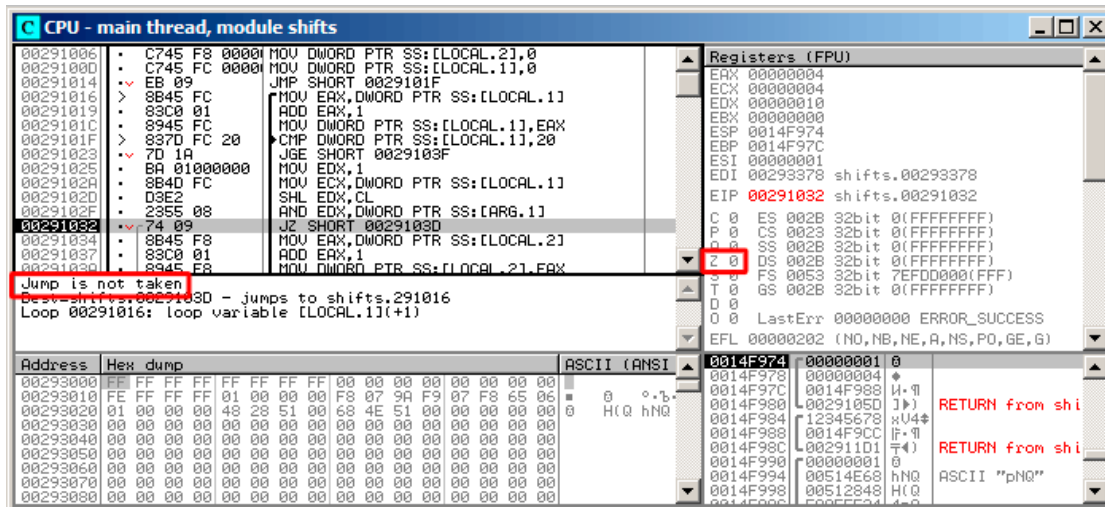 CPU - main thread, module shifts
00291006 . C745 F8 0000 MOV DWORD PTR SS:[LOCAL.2],0
0029100D . C745 FC 0000 MOV DWORD PTR SS:[LOCAL.1],0
00291014 . EB 09 JMP SHORT 0029101F
00291016 > 8B45 FC MOV EAX,DWORD PTR SS:[LOCAL.1]
00291019 . 83C0 01 ADD EAX,1
0029101C . 8945 FC MOV DWORD PTR SS:[LOCAL.1],EAX
0029101F > 837D FC 20 CMP DWORD PTR SS:[LOCAL.1],20
00291023 . 7D 1A JGE SHORT 0029103F
00291025 . BA 01000000 MOV EDX,1
0029102A . 8B4D FC MOV ECX,DWORD PTR SS:[LOCAL.1]
0029102D . D3E2 SHL EDX,CL
0029102F . 2355 08 AND EDX,DWORD PTR SS:[ARG.1]
00291032 . 74 09 JZ SHORT 0029103D
00291034 . 8B45 F8 MOV EAX,DWORD PTR SS:[LOCAL.2]
00291037 . 83C0 01 ADD EAX,1
0029103A . 8945 F8 MOV DWORD PTR SS:[LOCAL.2],EAX
Jump is not taken
Dest=shifts.0029103D - jumps to shifts.291016
Loop 00291016: loop variable [LOCAL.1](+1)
Registers (FPU)
EAX 00000004
ECX 00000004
EDX 00000010
EBX 00000000
ESP 0014F974
EBP 0014F97C
ESI 00000001
EDI 00293378 shifts.00293378
EIP 00291032 shifts.00291032
C 0 ES 002B 32bit 0(FFFFFFFF)
P 0 CS 0023 32bit 0(FFFFFFFF)
A 0 SS 002B 32bit 0(FFFFFFFF)
Z 0 DS 002B 32bit 0(FFFFFFFF)
S 0 FS 0053 32bit 7EFDD000(FFF)
T 0 GS 002B 32bit 0(FFFFFFFF)
D 0
O 0 LastErr 00000000 ERROR_SUCCESS
EFL 00000202 (NO,NB,NE,A,NS,PO,GE,G)
Address Hex dump ASCII (ANSI
00293000 FF FF FF FF FF FF FF FF 00 00 00 00 00 00 00 00
00293010 FE FF FF FF 01 00 00 00 F8 07 9A F9 07 F8 65 06
00293020 01 00 00 00 48 28 51 00 68 4E 51 00 00 00 00 00 H(Q hNQ
00293030 00 00 00 00 00 00 00 00 00 00 00 00 00 00 00 00
00293040 00 00 00 00 00 00 00 00 00 00 00 00 00 00 00 00
00293050 00 00 00 00 00 00 00 00 00 00 00 00 00 00 00 00
00293060 00 00 00 00 00 00 00 00 00 00 00 00 00 00 00 00
00293070 00 00 00 00 00 00 00 00 00 00 00 00 00 00 00 00
00293080 00 00 00 00 00 00 00 00 00 00 00 00 00 00 00 00
0014F974 00000001
0014F978 00000004 ♦
0014F97C 0014F988
0014F980 0029105D RETURN from shi
0014F984 12345678 xV4‡
0014F988 0014F9CC
0014F98C 002911D1 RETURN from shi
0014F990 00000001
0014F994 00514E68 hNQ ASCII "pNQ"
0014F998 00512848 H(Q